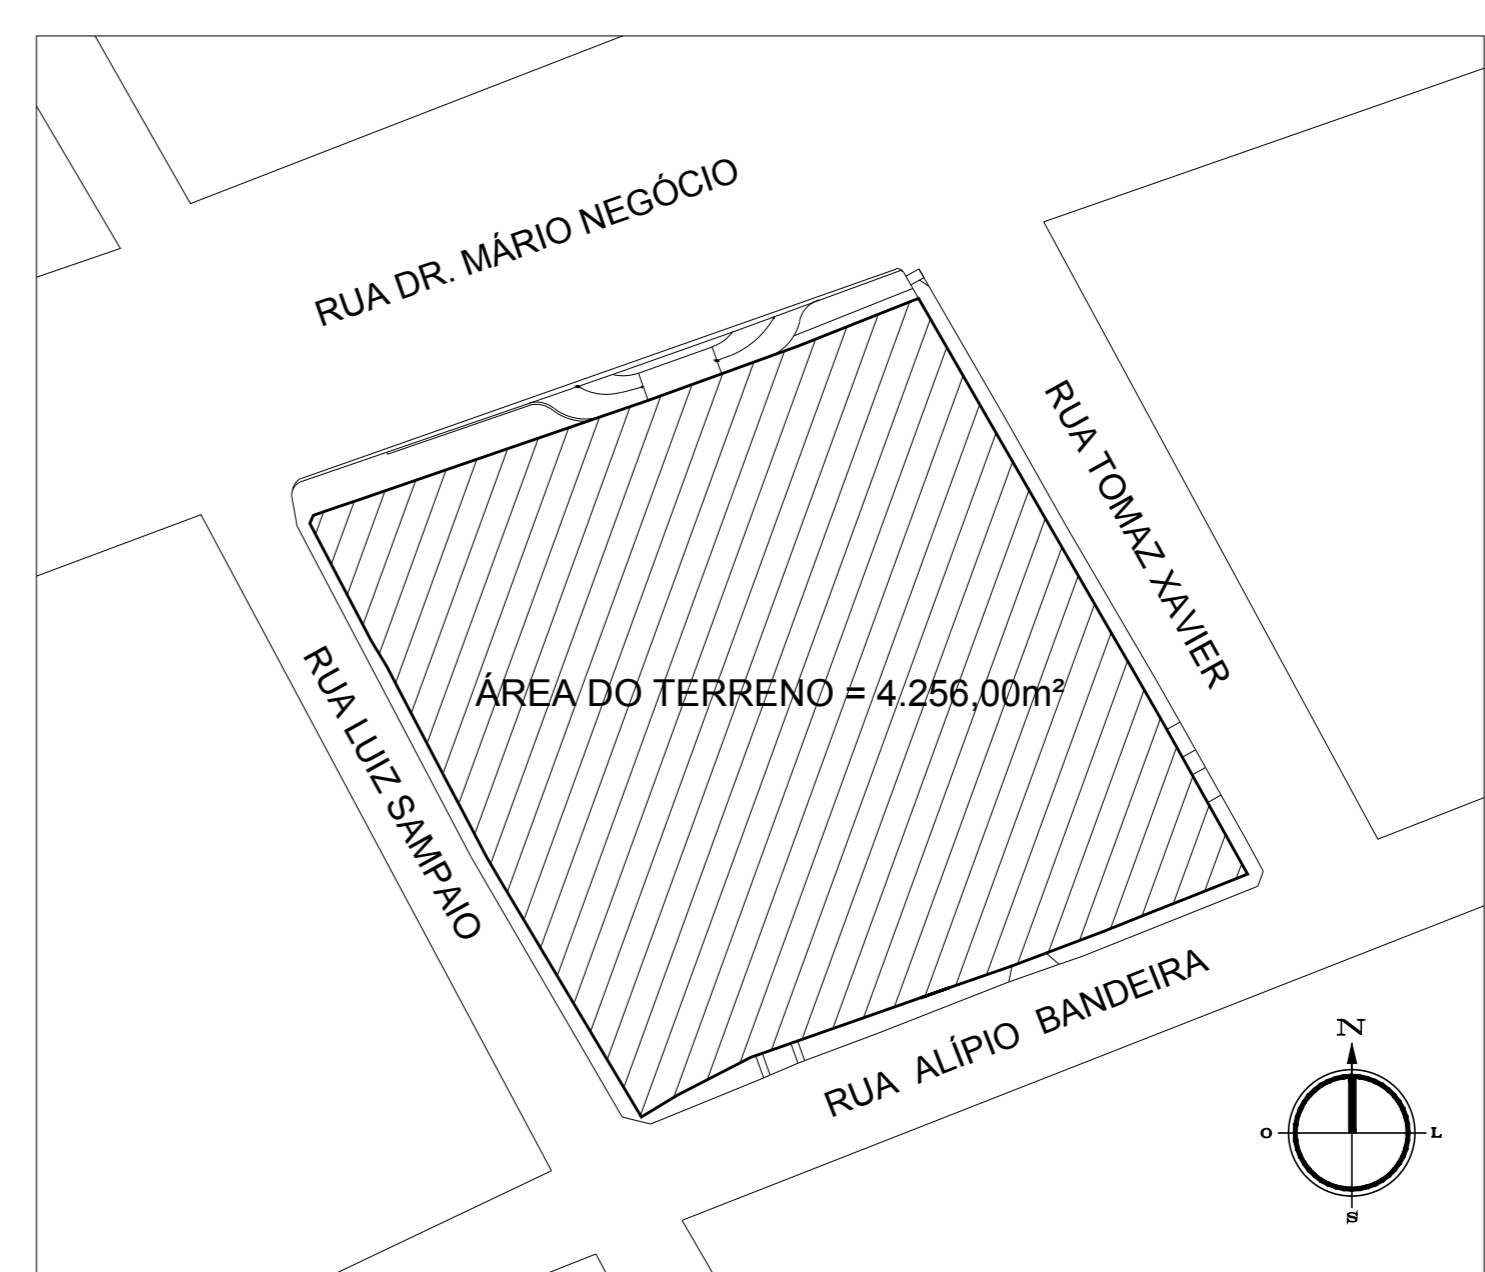 RUA DR. MÁRIO NEGÓCIO
RUA TOMAZ XAVIER
ÁREA DO TERRENO = 4.256,00m²
RUA LUIZ SAMPAIO
RUA ALÍPIO BANDEIRA
N
O
L
S